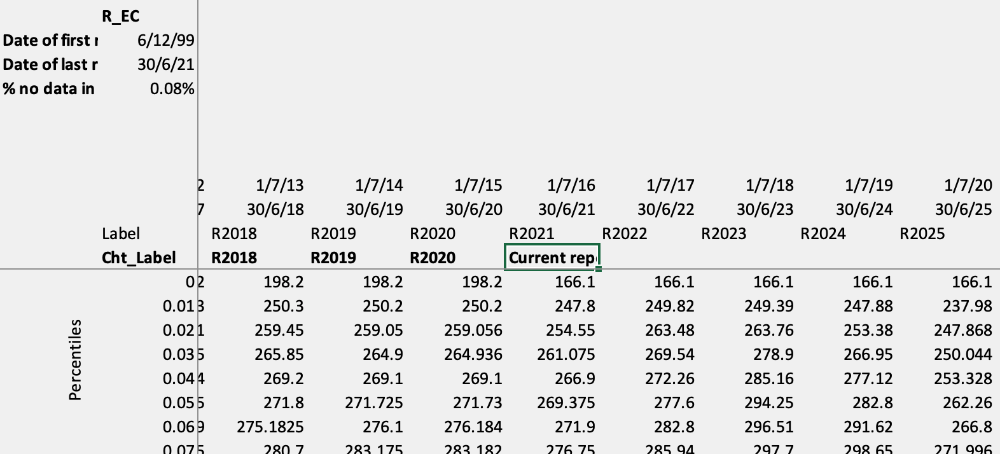 R_EC
Date of first 6/12/99
Date of last r 30/6/21
% no data in 0.08%
2 1/7/13 1/7/14 1/7/15 1/7/16 1/7/17 1/7/18 1/7/19 1/7/20
7 30/6/18 30/6/19 30/6/20 30/6/21 30/6/22 30/6/23 30/6/24 30/6/25
Label R2018 R2019 R2020 R2021 R2022 R2023 R2024 R2025
Cht_Label R2018 R2019 R2020 Current rep
Percentiles
0 2 198.2 198.2 198.2 166.1 166.1 166.1 166.1 166.1
0.01 3 250.3 250.2 250.2 247.8 249.82 249.39 247.88 237.98
0.02 1 259.45 259.05 259.056 254.55 263.48 263.76 253.38 247.868
0.03 5 265.85 264.9 264.936 261.075 269.54 278.9 266.95 250.044
0.04 4 269.2 269.1 269.1 266.9 272.26 285.16 277.12 253.328
0.05 5 271.8 271.725 271.73 269.375 277.6 294.25 282.8 262.26
0.06 9 275.1825 276.1 276.184 271.9 282.8 296.51 291.62 266.8
0.07 5 280.7 283.175 283.182 276.75 285.94 297.7 298.65 271.996